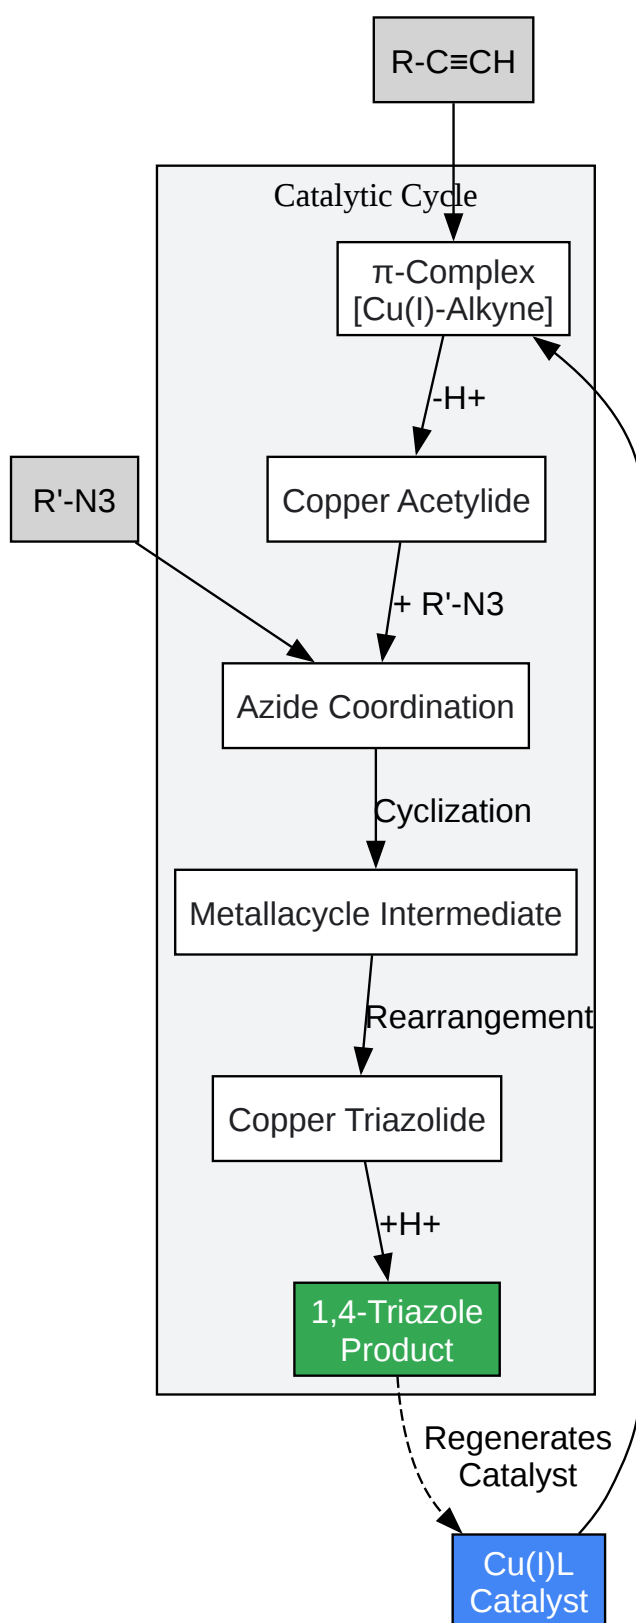 R-C≡CH
Catalytic Cycle
π-Complex
[Cu(I)-Alkyne]
-H+
R'-N3
Copper Acetylide
+ R'-N3
Azide Coordination
Cyclization
Metallacycle Intermediate
Rearrangement
Copper Triazolide
+H+
1,4-Triazole
Product
Regenerates
Catalyst
Cu(I)L
Catalyst